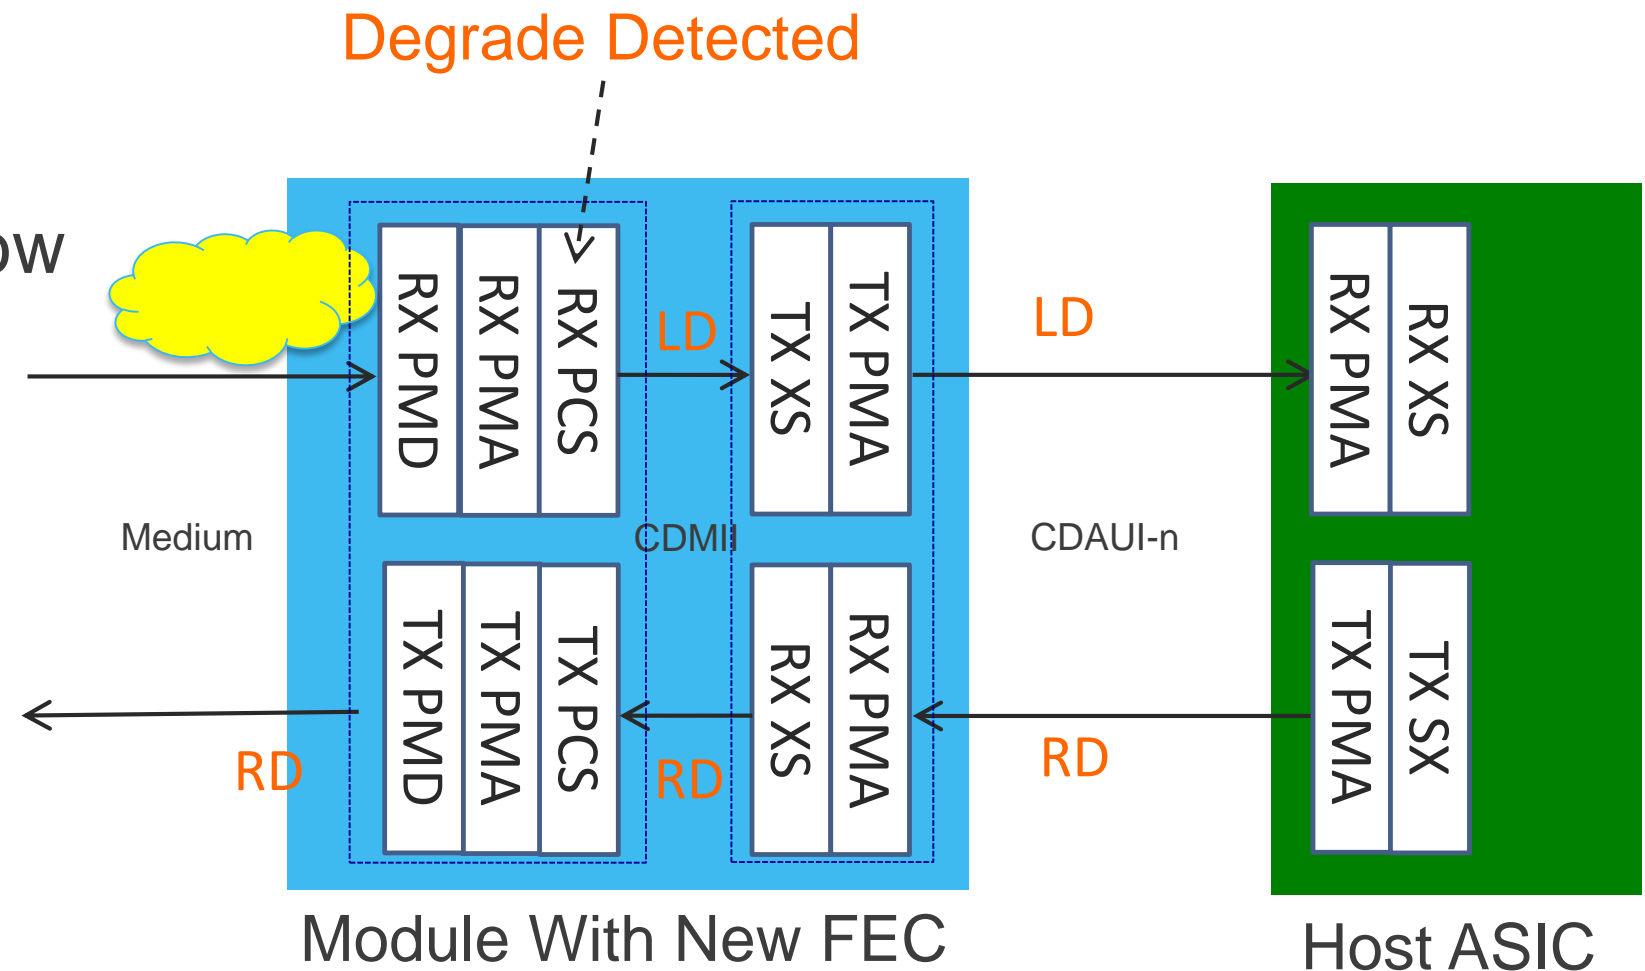 Degrade Detected
ow
RX PMD
RX PMA
RX PCS
LD
TX XS
TX PMA
LD
RX PMA
RX XS
Medium
CDMII
CDAUI-n
TX PMD
TX PMA
TX PCS
RX XS
RX PMA
TX PMA
TX SX
RD
RD
RD
Module With New FEC
Host ASIC